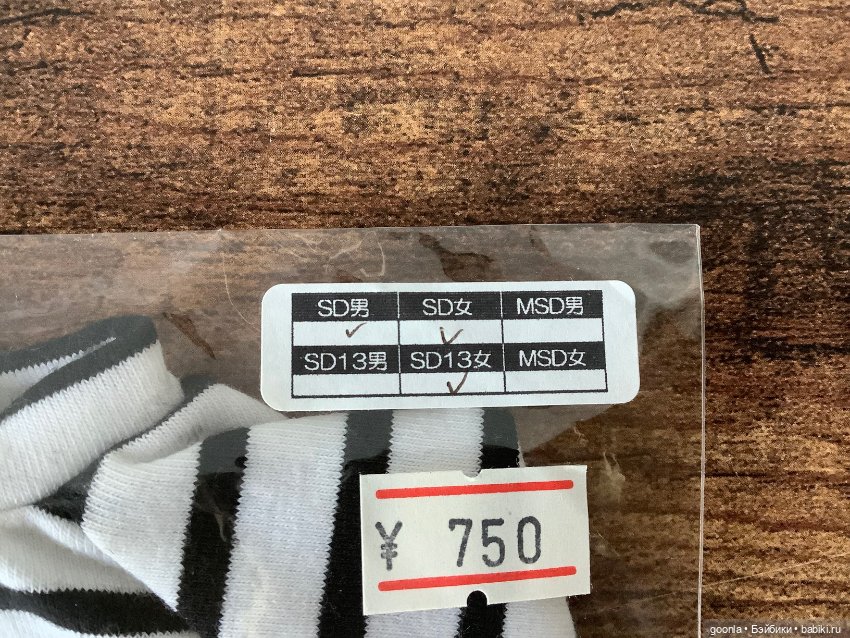 SD男 SD女 MSD男
✓ ✓
SD13男 SD13女 MSD女
✓
¥ 750
goonla • Бэйбики • babiki.ru